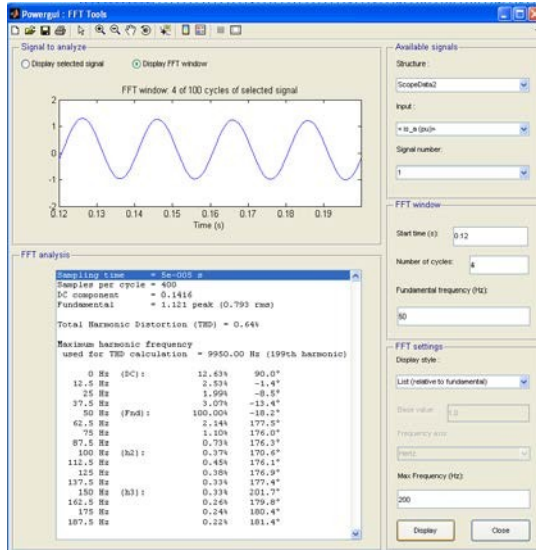 Powergui : FFT Tools
Signal to analyze
Display selected signal
Display FFT window
FFT window: 4 of 100 cycles of selected signal
2
1
0
-1
-2
0.12 0.13 0.14 0.15 0.16 0.17 0.18 0.19
Time (s)
FFT analysis
Sampling time = 5e-005 s
Samples per cycle = 400
DC component = 0.1416
Fundamental = 1.121 peak (0.793 rms)
Total Harmonic Distortion (THD) = 0.64%
Maximum harmonic frequency
used for THD calculation = 9950.00 Hz (199th harmonic)
0 Hz (DC): 12.63% 90.0°
12.5 Hz 2.53% -1.4°
25 Hz 1.99% -8.5°
37.5 Hz 3.07% -13.4°
50 Hz (Fnd): 100.00% -18.2°
62.5 Hz 2.14% 177.5°
75 Hz 1.10% 176.0°
87.5 Hz 0.73% 176.3°
100 Hz (h2): 0.37% 170.6°
112.5 Hz 0.45% 176.1°
125 Hz 0.38% 176.9°
137.5 Hz 0.33% 177.4°
150 Hz (h3): 0.33% 201.7°
162.5 Hz 0.26% 179.8°
175 Hz 0.24% 180.4°
187.5 Hz 0.22% 181.4°
Available signals
Structure :
ScopeData2
Input :
< is_a (pu)>
Signal number:
1
FFT window
Start time (s):
0.12
Number of cycles:
4
Fundamental frequency (Hz):
50
FFT settings
Display style :
List (relative to fundamental)
Base value:
1.0
Frequency axis:
Hertz
Max Frequency (Hz):
200
Display
Close